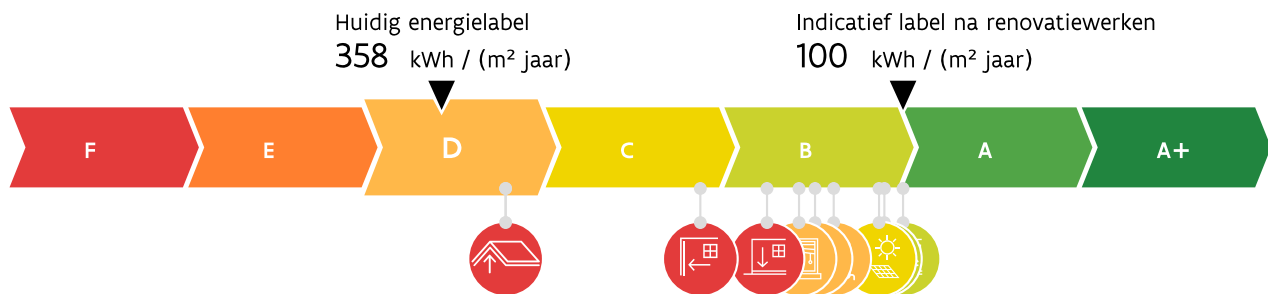 Huidig energielabel
358 kWh / (m² jaar)
Indicatief label na renovatiewerken
100 kWh / (m² jaar)
F E D C B A A+